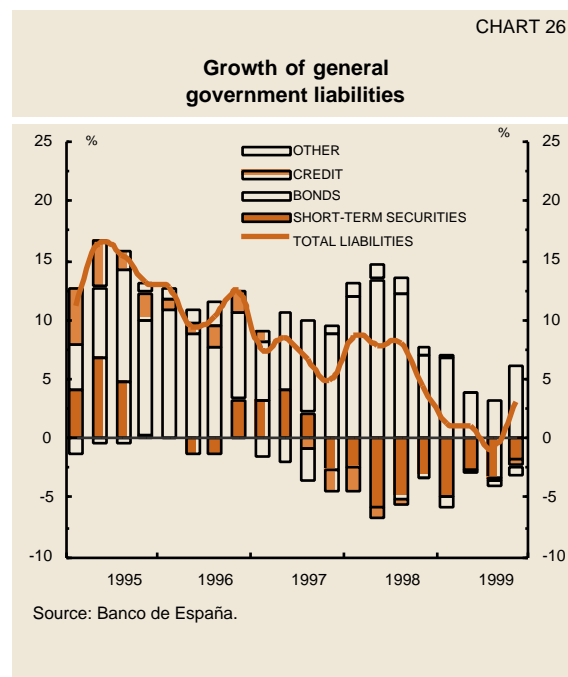 CHART 26
Growth of general
government liabilities
% %
OTHER
CREDIT
BONDS
SHORT-TERM SECURITIES
TOTAL LIABILITIES
25 25
20 20
15 15
10 10
5 5
0 0
-5 -5
-10 -10
1995 1996 1997 1998 1999
Source: Banco de España.